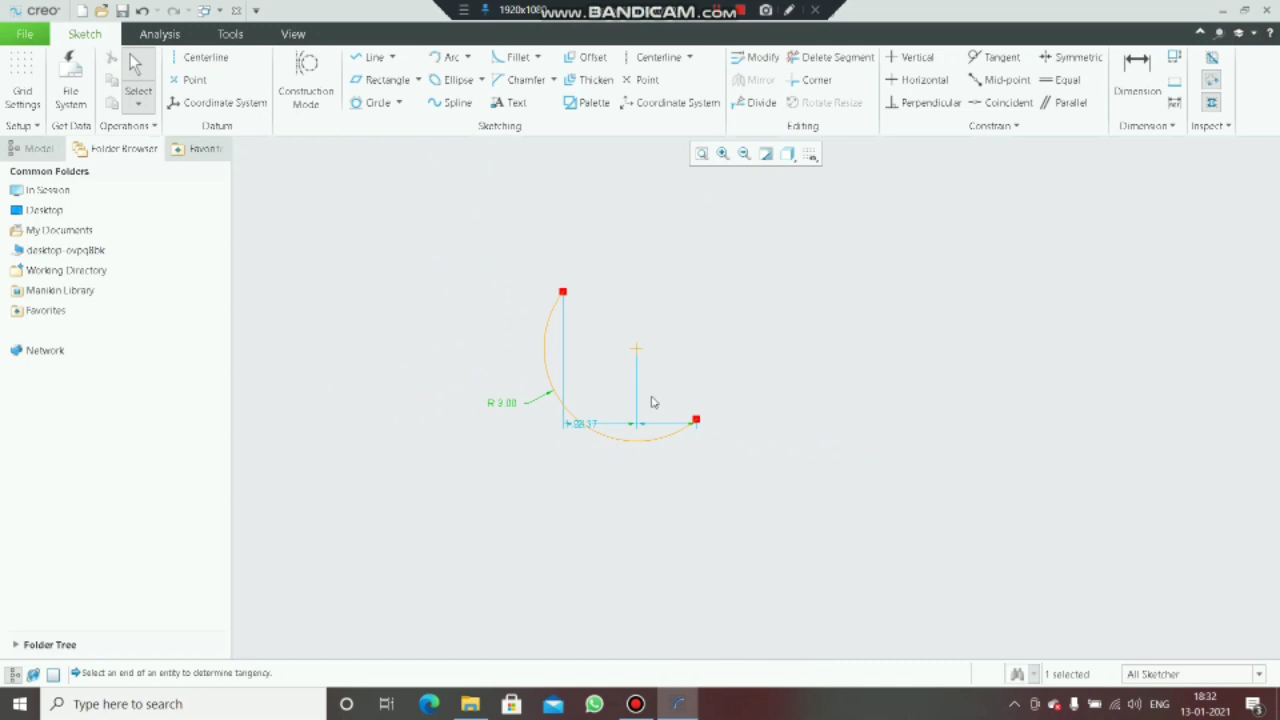 creo
1920x1080
www.BANDICAM.com
File
Sketch
Analysis
Tools
View
Centerline
Line
Arc
Fillet
Offset
Centerline
Modify
Delete Segment
Vertical
Tangent
Symmetric
Point
Rectangle
Ellipse
Chamfer
Thicken
Point
Mirror
Corner
Horizontal
Mid-point
Equal
Grid Settings
File System
Select
Construction Mode
Dimension
Coordinate System
Circle
Spline
Text
Palette
Coordinate System
Divide
Rotate Resize
Perpendicular
Coincident
Parallel
Setup
Get Data
Operations
Datum
Sketching
Editing
Constrain
Dimension
Inspect
Model
Folder Browser
Favorit
Common Folders
In Session
Desktop
My Documents
desktop-ovpq8bk
Working Directory
Manikin Library
Favorites
Network
Folder Tree
R 3.00
Select an end of an entity to determine tangency.
1 selected
All Sketcher
Type here to search
ENG
18:32
13-01-2021
3